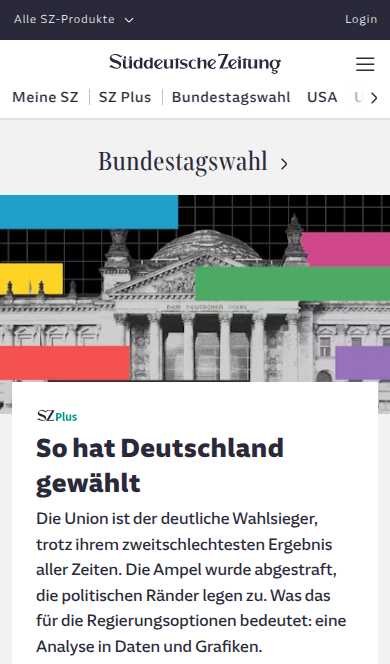 Alle SZ-Produkte
Login
Süddeutsche Zeitung
Meine SZ
SZ Plus
Bundestagswahl
USA
Bundestagswahl
DEM DEUTSCHEN VOLKE
SZ Plus
So hat Deutschland
gewählt
Die Union ist der deutliche Wahlsieger,
trotz ihrem zweitschlechtesten Ergebnis
aller Zeiten. Die Ampel wurde abgestraft,
die politischen Ränder legen zu. Was das
für die Regierungsoptionen bedeutet: eine
Analyse in Daten und Grafiken.